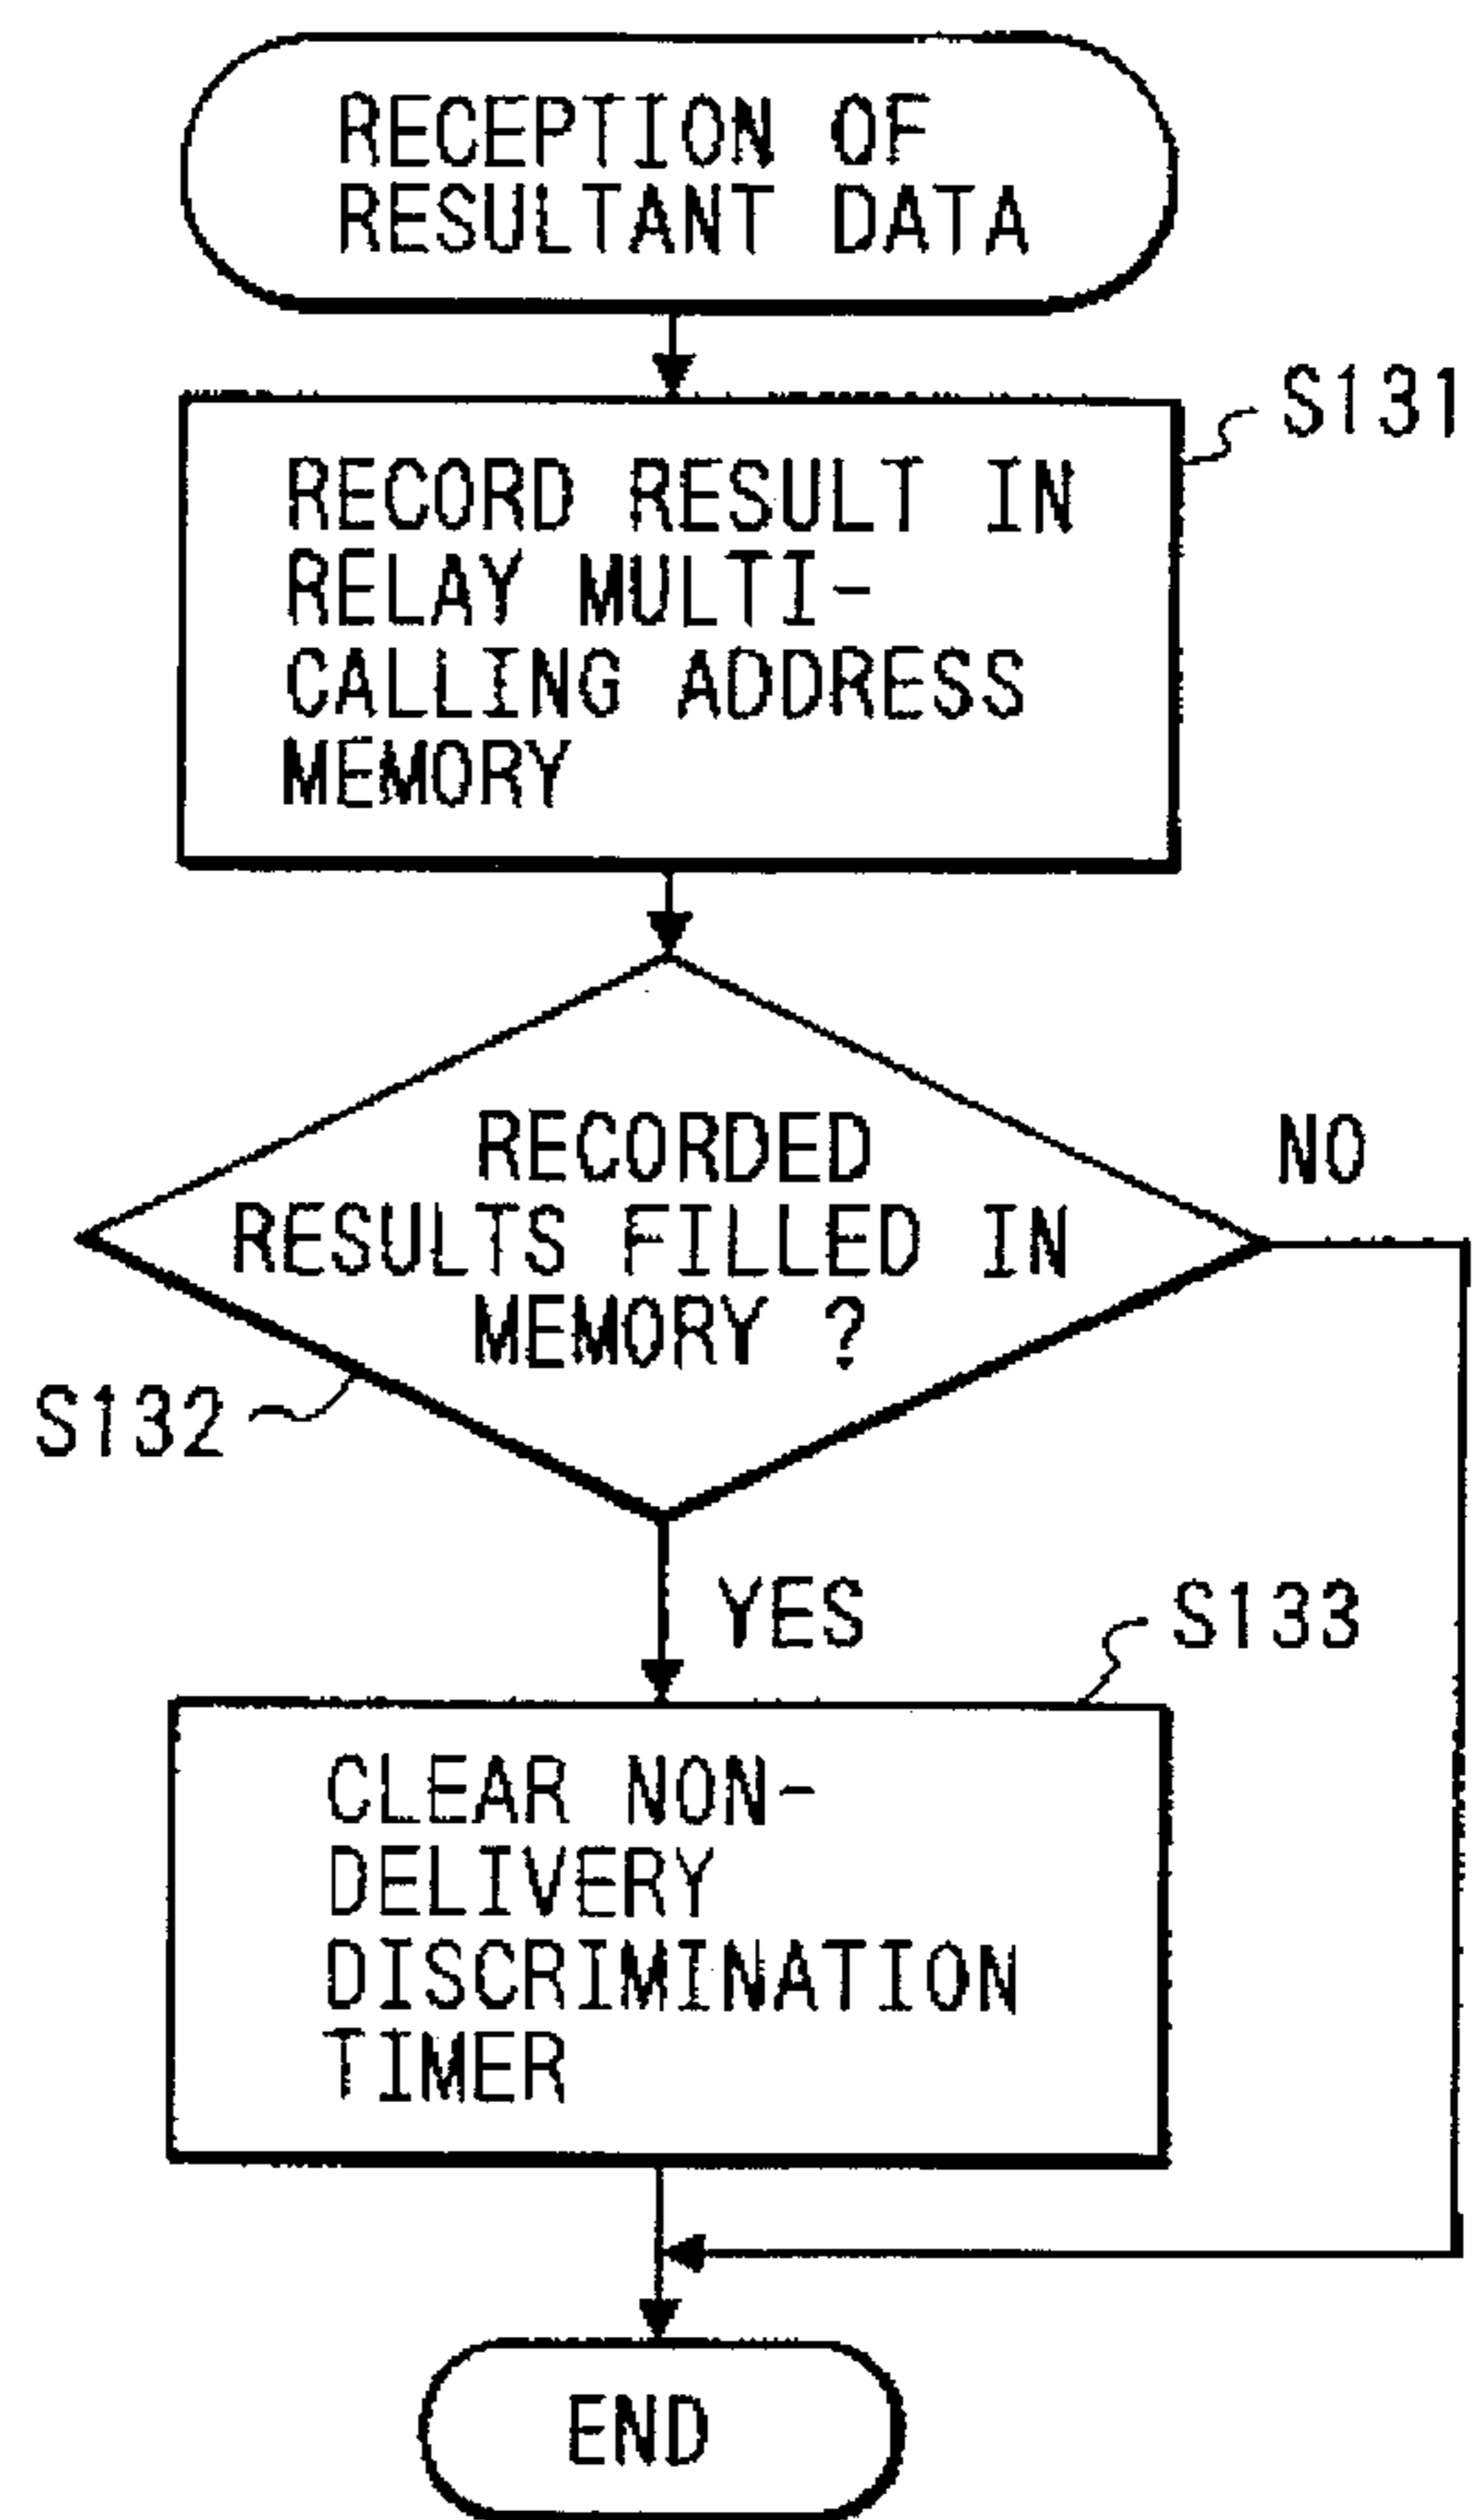 RECEPTION OF
RESULTANT DATA
S131
RECORD RESULT IN
RELAY MULTI-
CALLING ADDRESS
MEMORY
RECORDED
RESULTS FILLED IN
MEMORY ?
NO
S132
YES
S133
CLEAR NON-
DELIVERY
DISCRIMINATION
TIMER
END